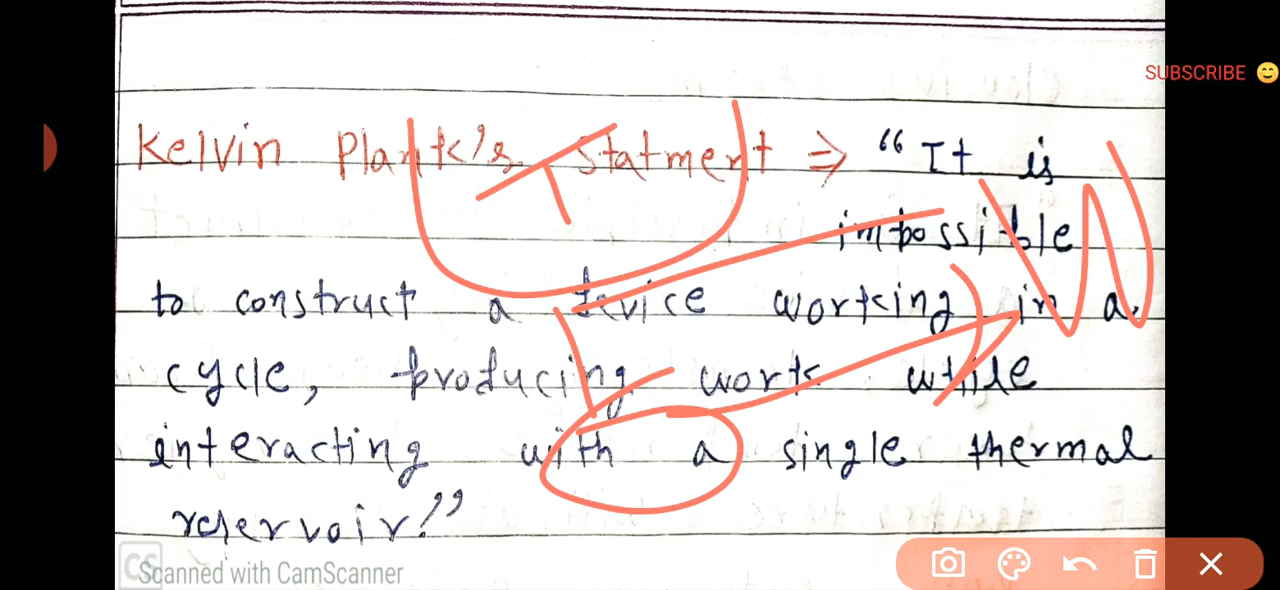 SUBSCRIBE 😊
Kelvin Plank's Statment ⇒ “It is
impossible
to construct a device working in a
cycle, producing work while
interacting with a single thermal
reservoir.”
T
W
CS Scanned with CamScanner